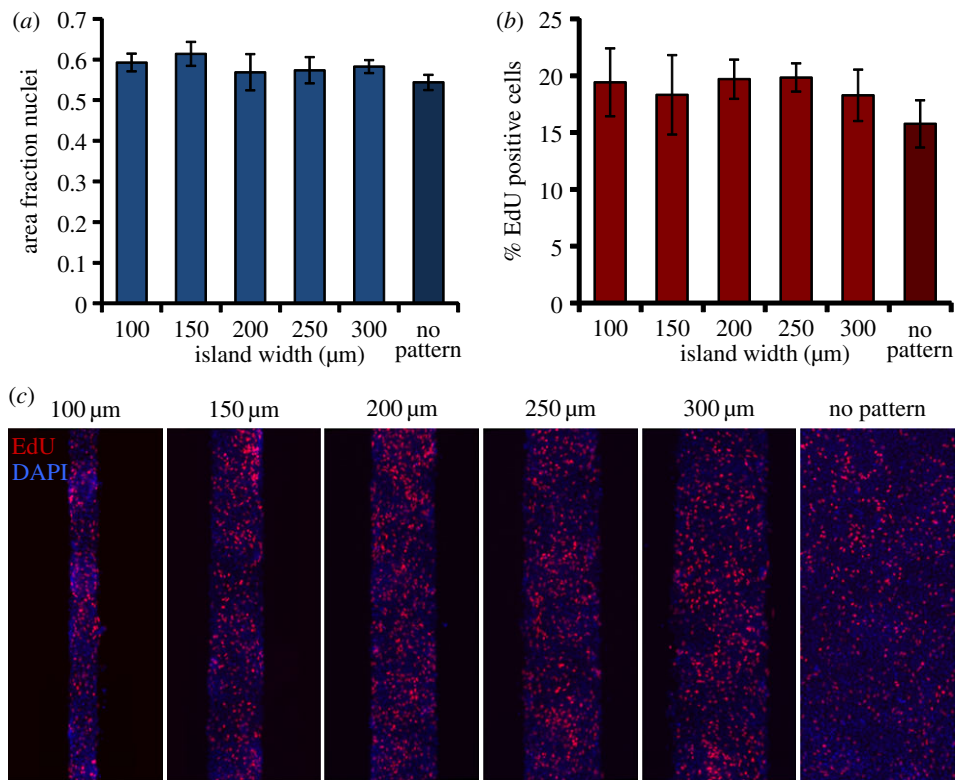 (a)
0.7
0.6
0.5
0.4
0.3
0.2
0.1
0
area fraction nuclei
100 150 200 250 300 no pattern
island width (µm)
(b)
25
20
15
10
5
0
% EdU positive cells
100 150 200 250 300 no pattern
island width (µm)
(c)
100 µm 150 µm 200 µm 250 µm 300 µm no pattern
EdU
DAPI